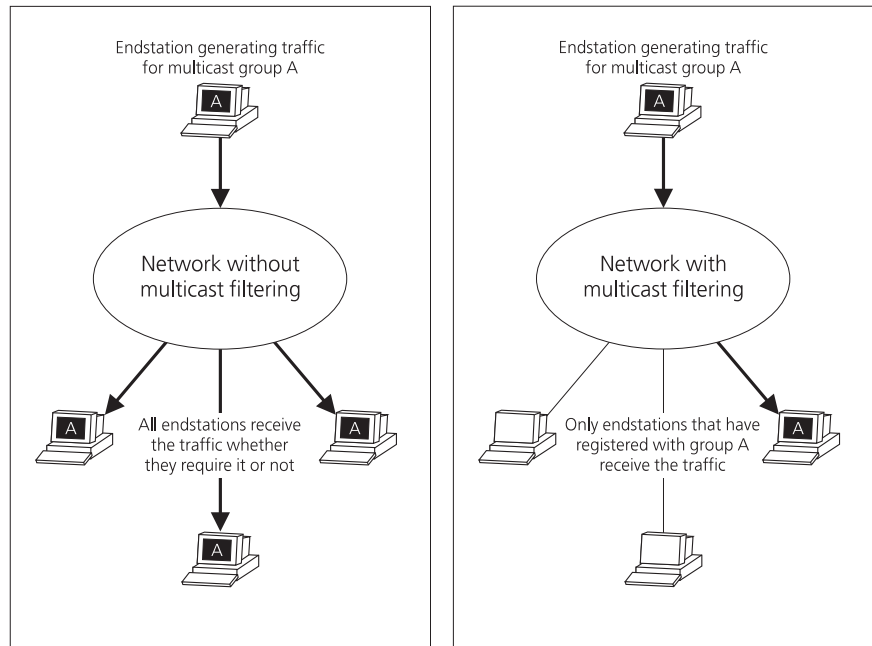 Endstation generating traffic
for multicast group A
A
Network without
multicast filtering
A
All endstations receive
the traffic whether
they require it or not
A
A
Endstation generating traffic
for multicast group A
A
Network with
multicast filtering
Only endstations that have
registered with group A
receive the traffic
A